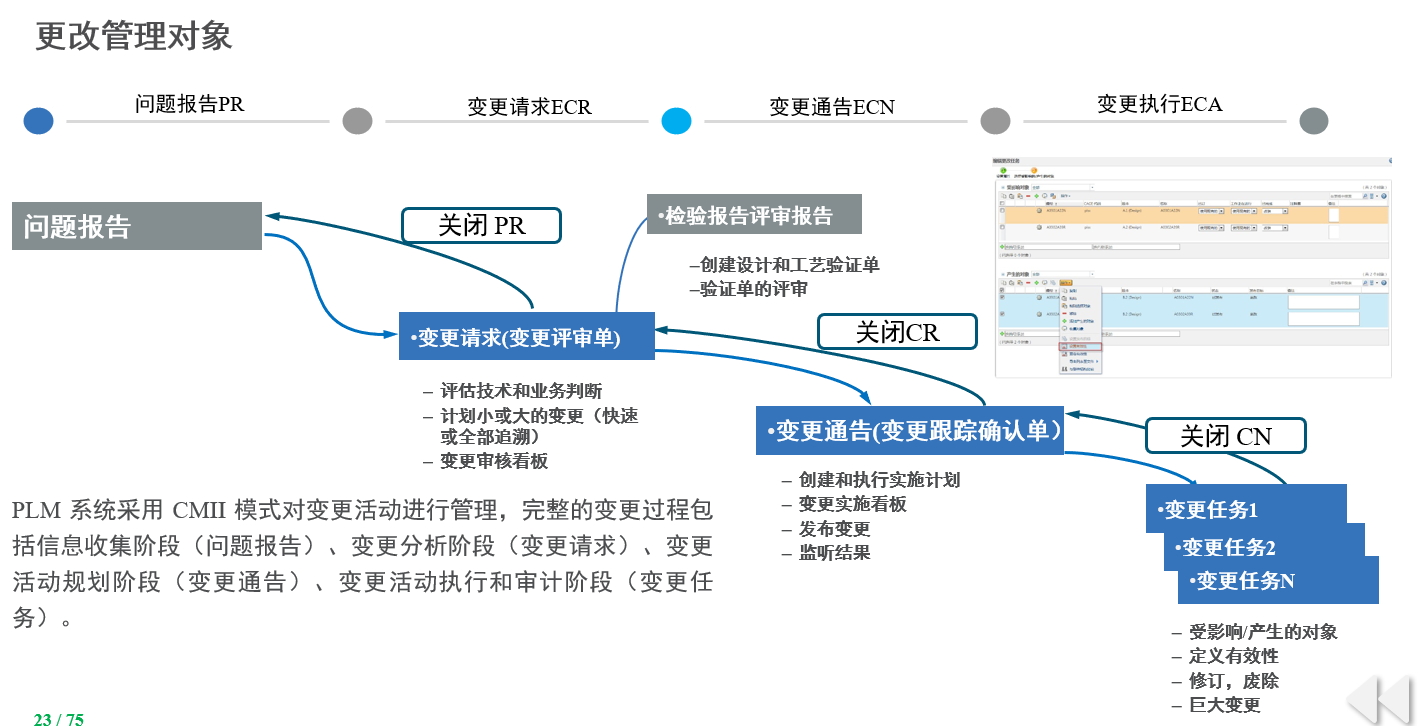 更改管理对象
问题报告PR
变更请求ECR
变更通告ECN
变更执行ECA
问题报告
关闭 PR
•检验报告评审报告
–创建设计和工艺验证单
–验证单的评审
•变更请求(变更评审单)
关闭CR
– 评估技术和业务判断
– 计划小或大的变更（快速
或全部追溯）
– 变更审核看板
•变更通告(变更跟踪确认单）
关闭 CN
– 创建和执行实施计划
– 变更实施看板
– 发布变更
– 监听结果
•变更任务1
•变更任务2
•变更任务N
– 受影响/产生的对象
– 定义有效性
– 修订，废除
– 巨大变更
PLM 系统采用 CMII 模式对变更活动进行管理，完整的变更过程包
括信息收集阶段（问题报告）、变更分析阶段（变更请求）、变更
活动规划阶段（变更通告）、变更活动执行和审计阶段（变更任
务）。
23 / 75